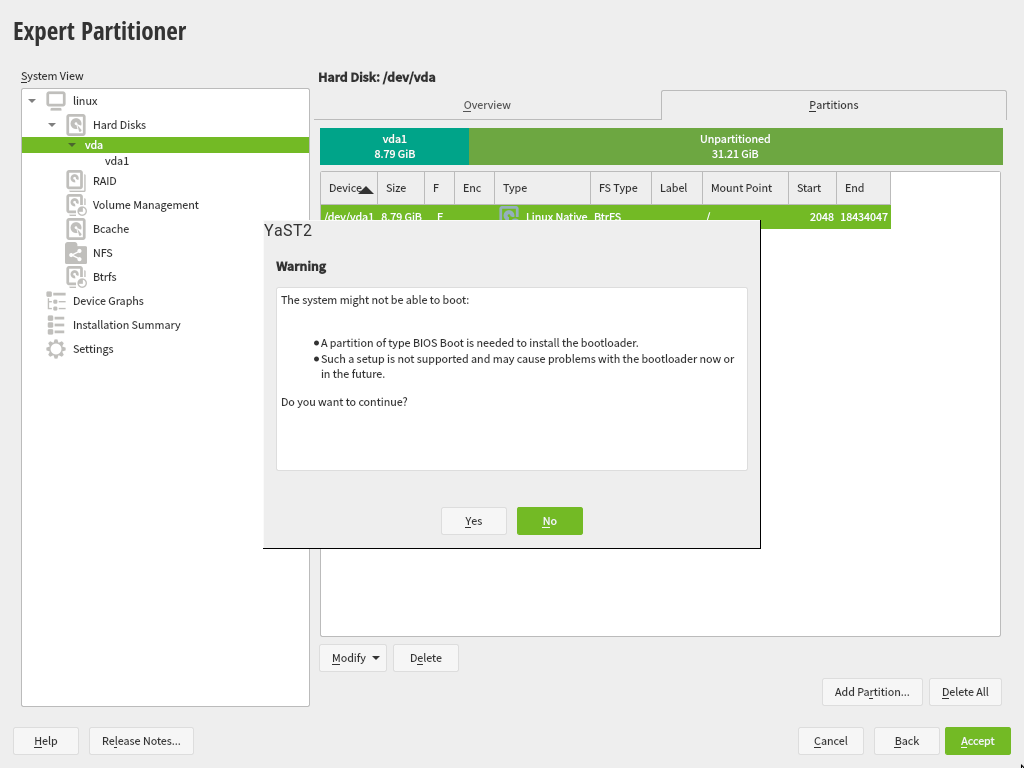 Expert Partitioner
System View
linux
Hard Disks
vda
vda1
RAID
Volume Management
Bcache
NFS
Btrfs
Device Graphs
Installation Summary
Settings
Hard Disk: /dev/vda
Overview
Partitions
vda1
8.79 GiB
Unpartitioned
31.21 GiB
Device Size F Enc Type FS Type Label Mount Point Start End
/dev/vda1 8.79 GiB F Linux Native BtrFS / 2048 18434047
YaST2
Warning
The system might not be able to boot:
• A partition of type BIOS Boot is needed to install the bootloader.
• Such a setup is not supported and may cause problems with the bootloader now or
in the future.
Do you want to continue?
Yes No
Modify Delete
Add Partition... Delete All
Help Release Notes... Cancel Back Accept